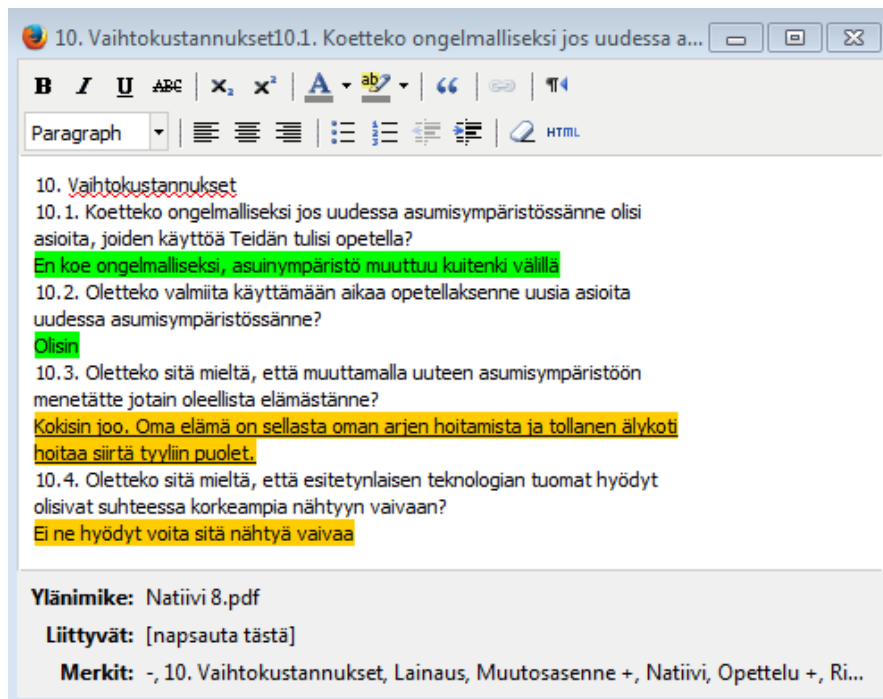 10. Vaihtokustannukset10.1. Koetteko ongelmalliseksi jos uudessa a...
B I U ABC x₂ x² A ab ¶
Paragraph HTML
10. Vaihtokustannukset
10.1. Koetteko ongelmalliseksi jos uudessa asumisympäristössänne olisi
asioita, joiden käyttöä Teidän tulisi opetella?
En koe ongelmalliseksi, asuinympäristö muuttuu kuitenki välillä
10.2. Oletteko valmiita käyttämään aikaa opetellaksenne uusia asioita
uudessa asumisympäristössänne?
Olisin
10.3. Oletteko sitä mieltä, että muuttamalla uuteen asumisympäristöön
menetätte jotain oleellista elämästänne?
Kokisin joo. Oma elämä on sellasta oman arjen hoitamista ja tollanen älykoti
hoitaa siirtä tyyliin puolet.
10.4. Oletteko sitä mieltä, että esitetynlaisen teknologian tuomat hyödyt
olisivat suhteessa korkeampia nähtyyn vaivaan?
Ei ne hyödyt voita sitä nähtyä vaivaa
Ylänimike: Natiivi 8.pdf
Liittyvät: [napsauta tästä]
Merkit: -, 10. Vaihtokustannukset, Lainaus, Muutosasenne +, Natiivi, Opettelu +, Ri...